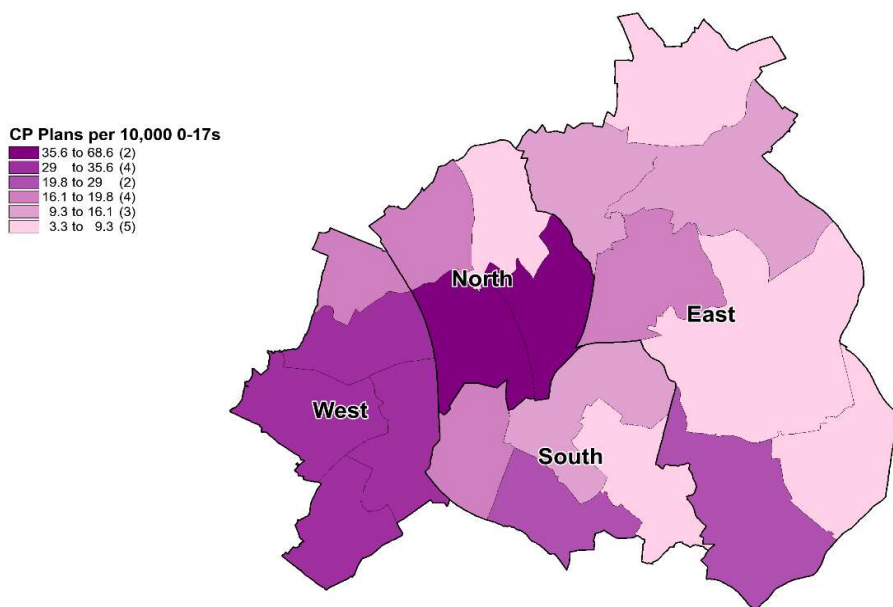 CP Plans per 10,000 0-17s
35.6 to 68.6 (2)
29 to 35.6 (4)
19.8 to 29 (2)
16.1 to 19.8 (4)
9.3 to 16.1 (3)
3.3 to 9.3 (5)
North
East
West
South